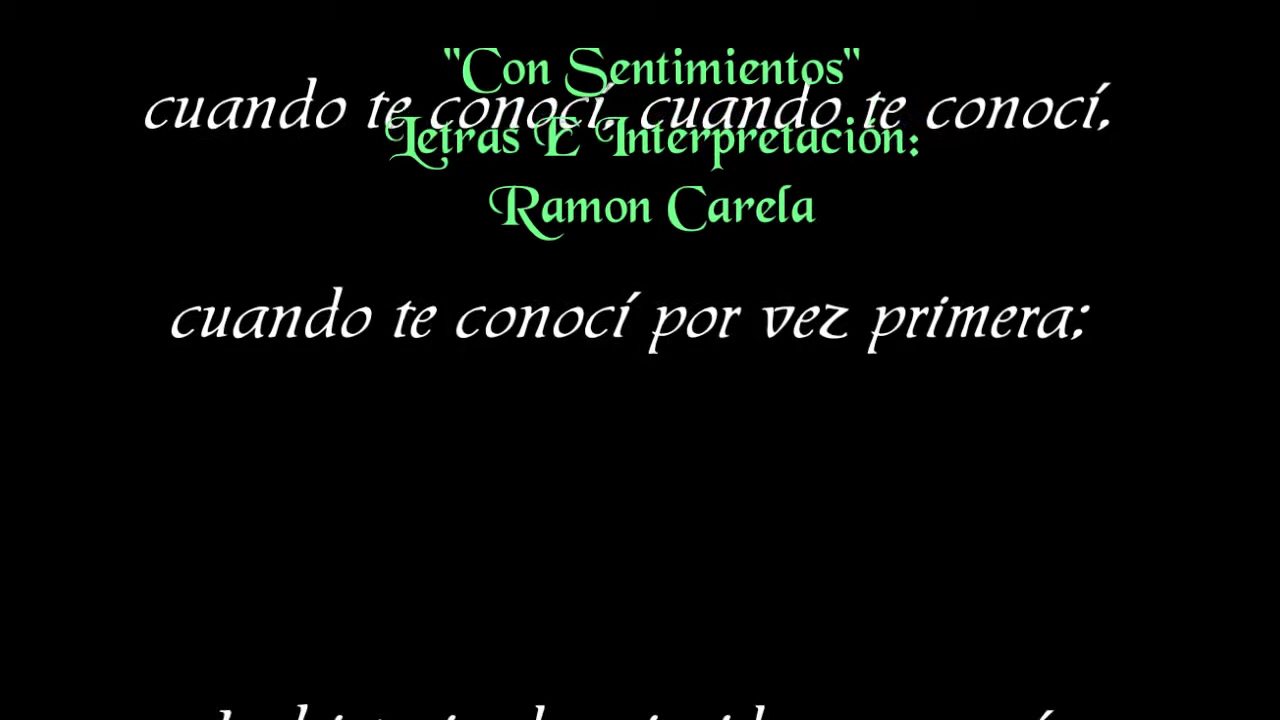 "Con Sentimientos"
cuando te conocí, cuando te conocí,
Letras E Interpretación:
Ramon Carela
cuando te conocí por vez primera;